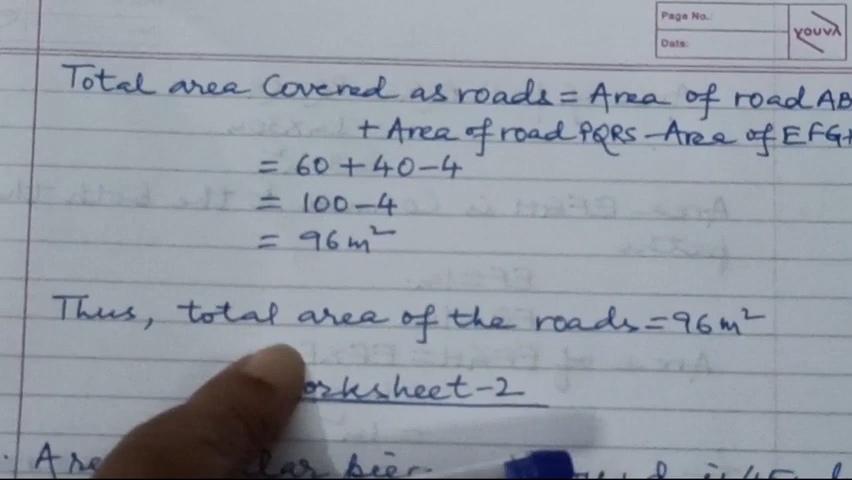 Page No.
Date:
YOUVA
Total area Covered as roads = Area of road AB
+ Area of road PQRS - Area of EFG
= 60 + 40 - 4
= 100 - 4
= 96 m²
Thus, total area of the roads = 96 m²
Worksheet - 2